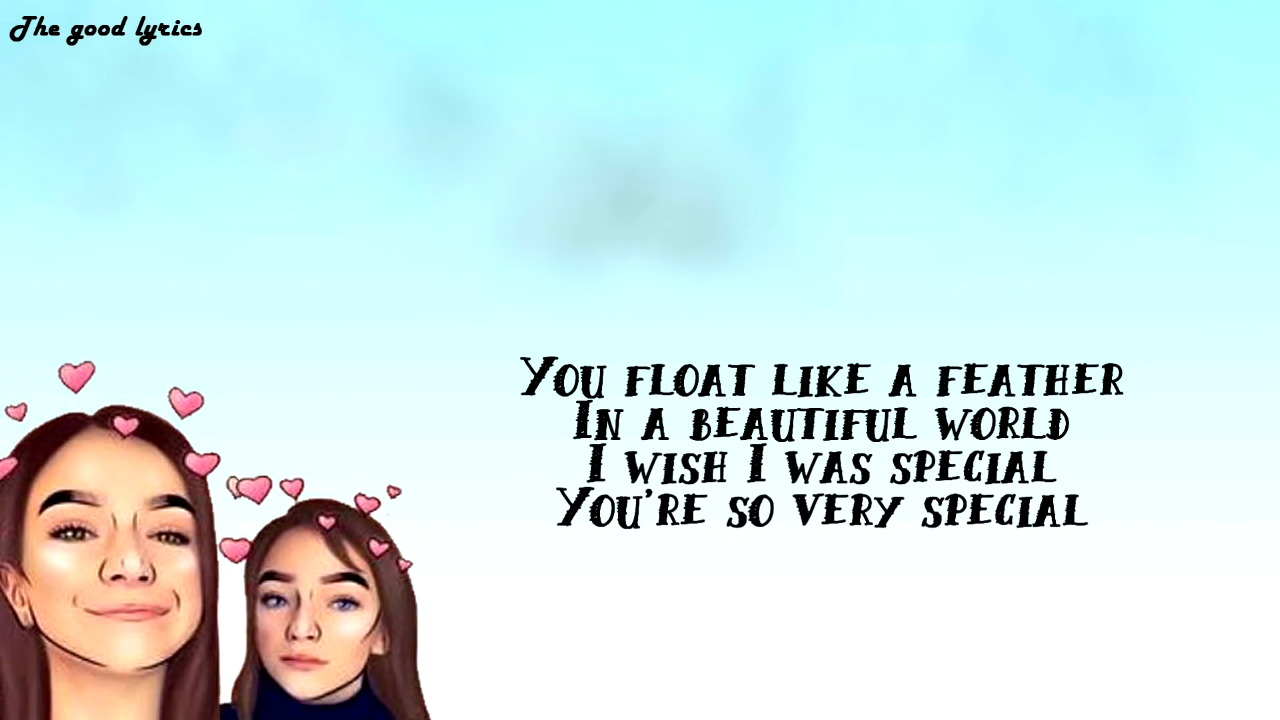 The good lyrics
You float like a feather
In a beautiful world
I wish I was special
You're so very special